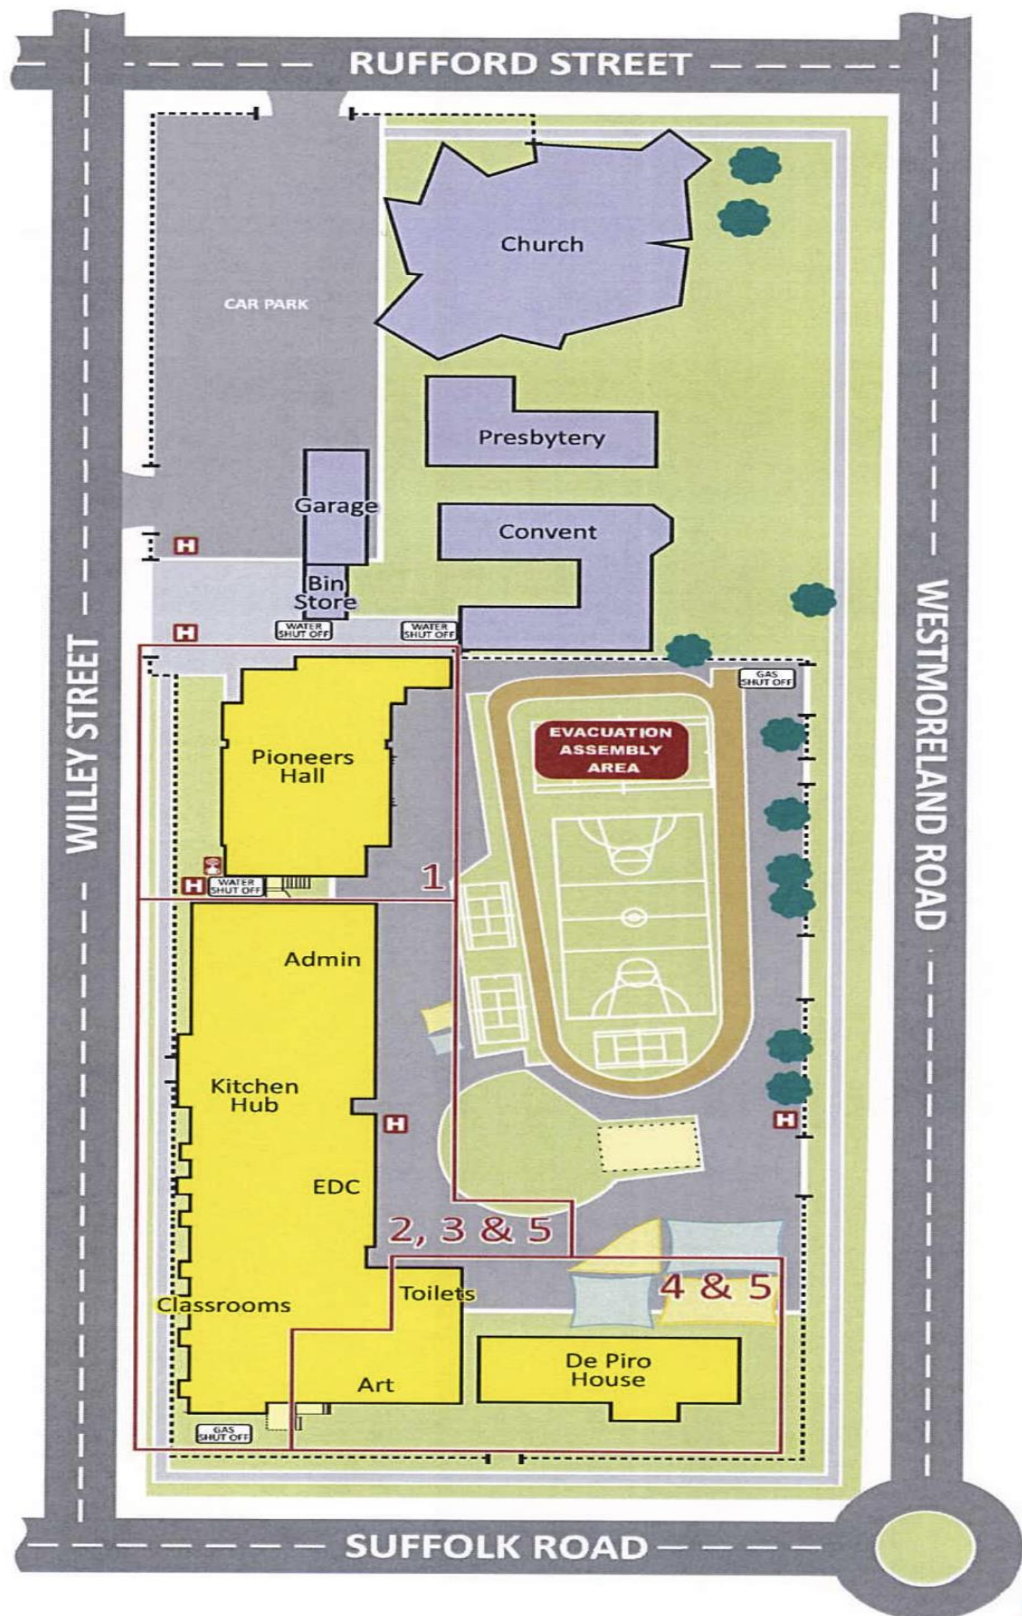 RUFFORD STREET
Church
CAR PARK
Presbytery
Garage
Convent
H
Bin
Store
WATER
SHUT OFF
WATER
SHUT OFF
H
WILLEY STREET
WESTMORELAND ROAD
GAS
SHUT OFF
EVACUATION
ASSEMBLY
AREA
Pioneers
Hall
H
WATER
SHUT OFF
1
Admin
Kitchen
Hub
H
H
EDC
2, 3 & 5
Classrooms
Toilets
4 & 5
De Piro
House
Art
GAS
SHUT OFF
SUFFOLK ROAD